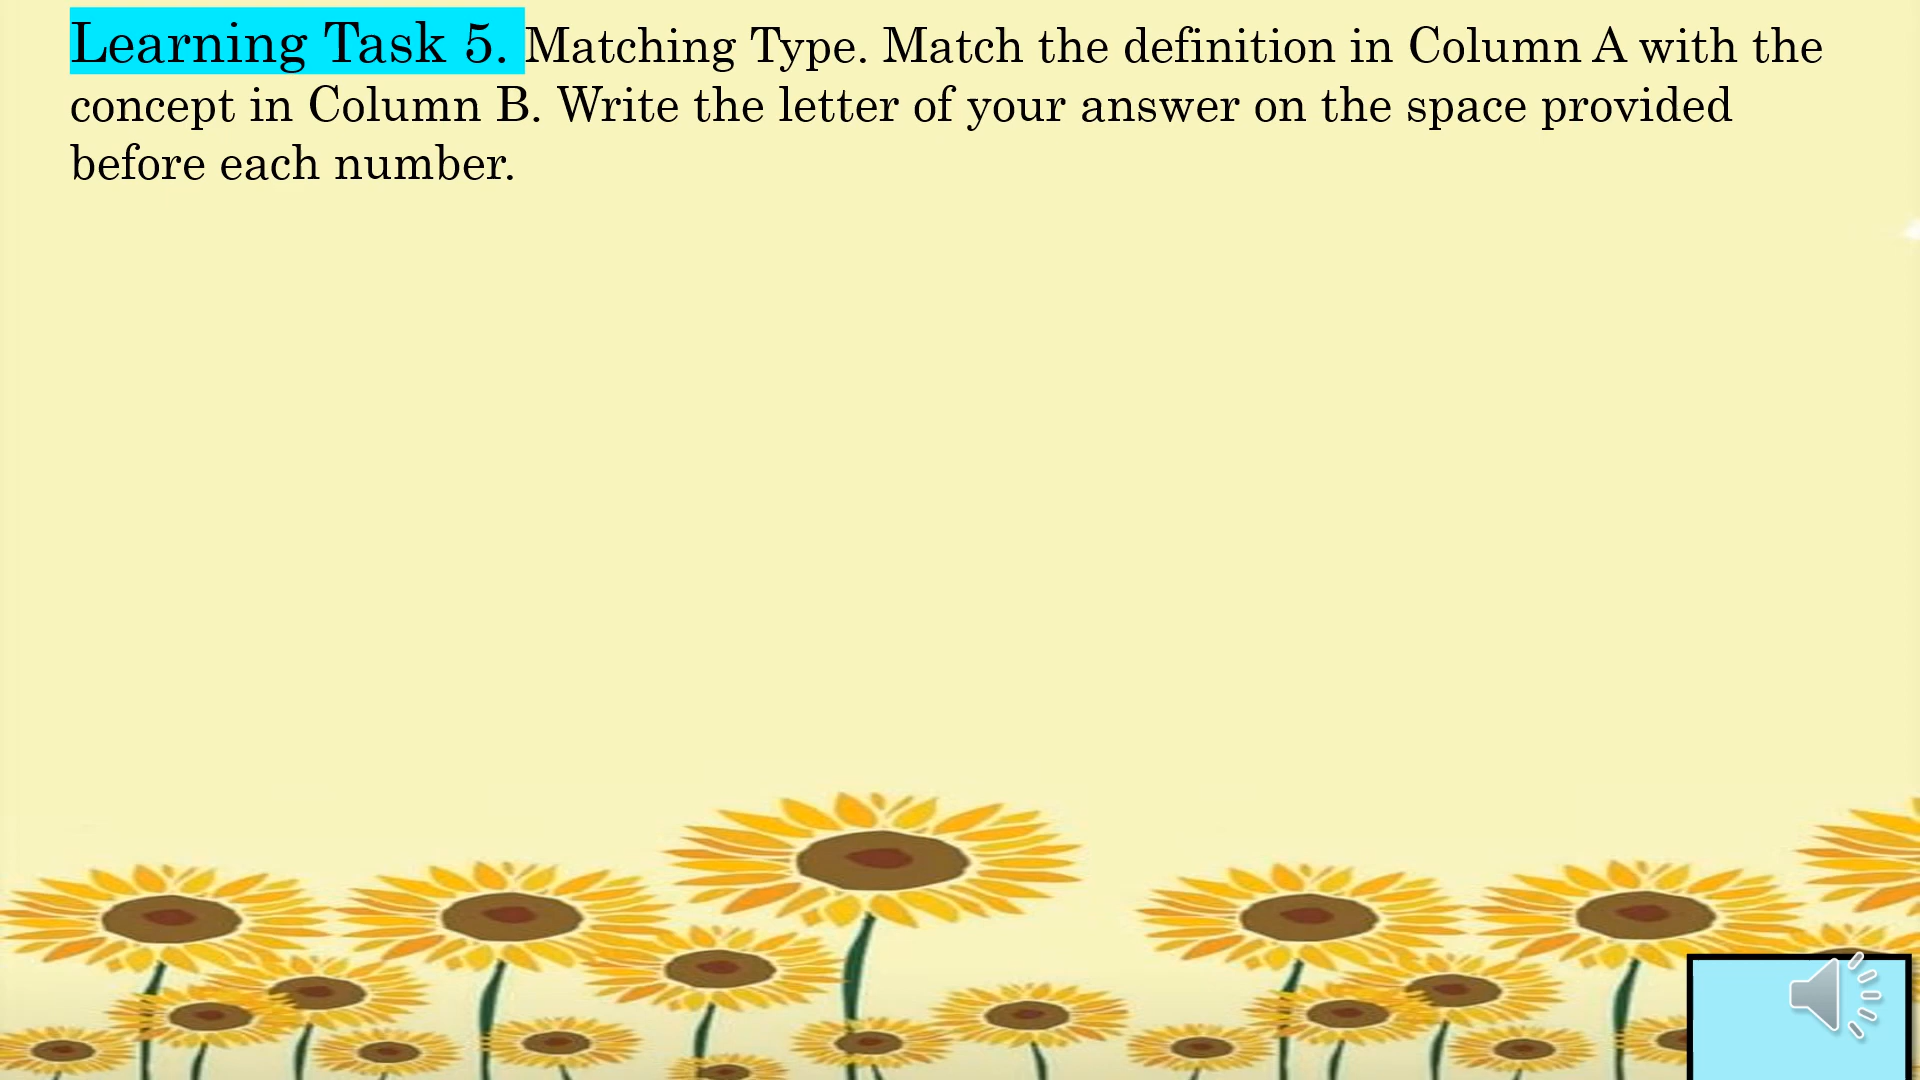 Learning Task 5. Matching Type. Match the definition in Column A with the
concept in Column B. Write the letter of your answer on the space provided
before each number.